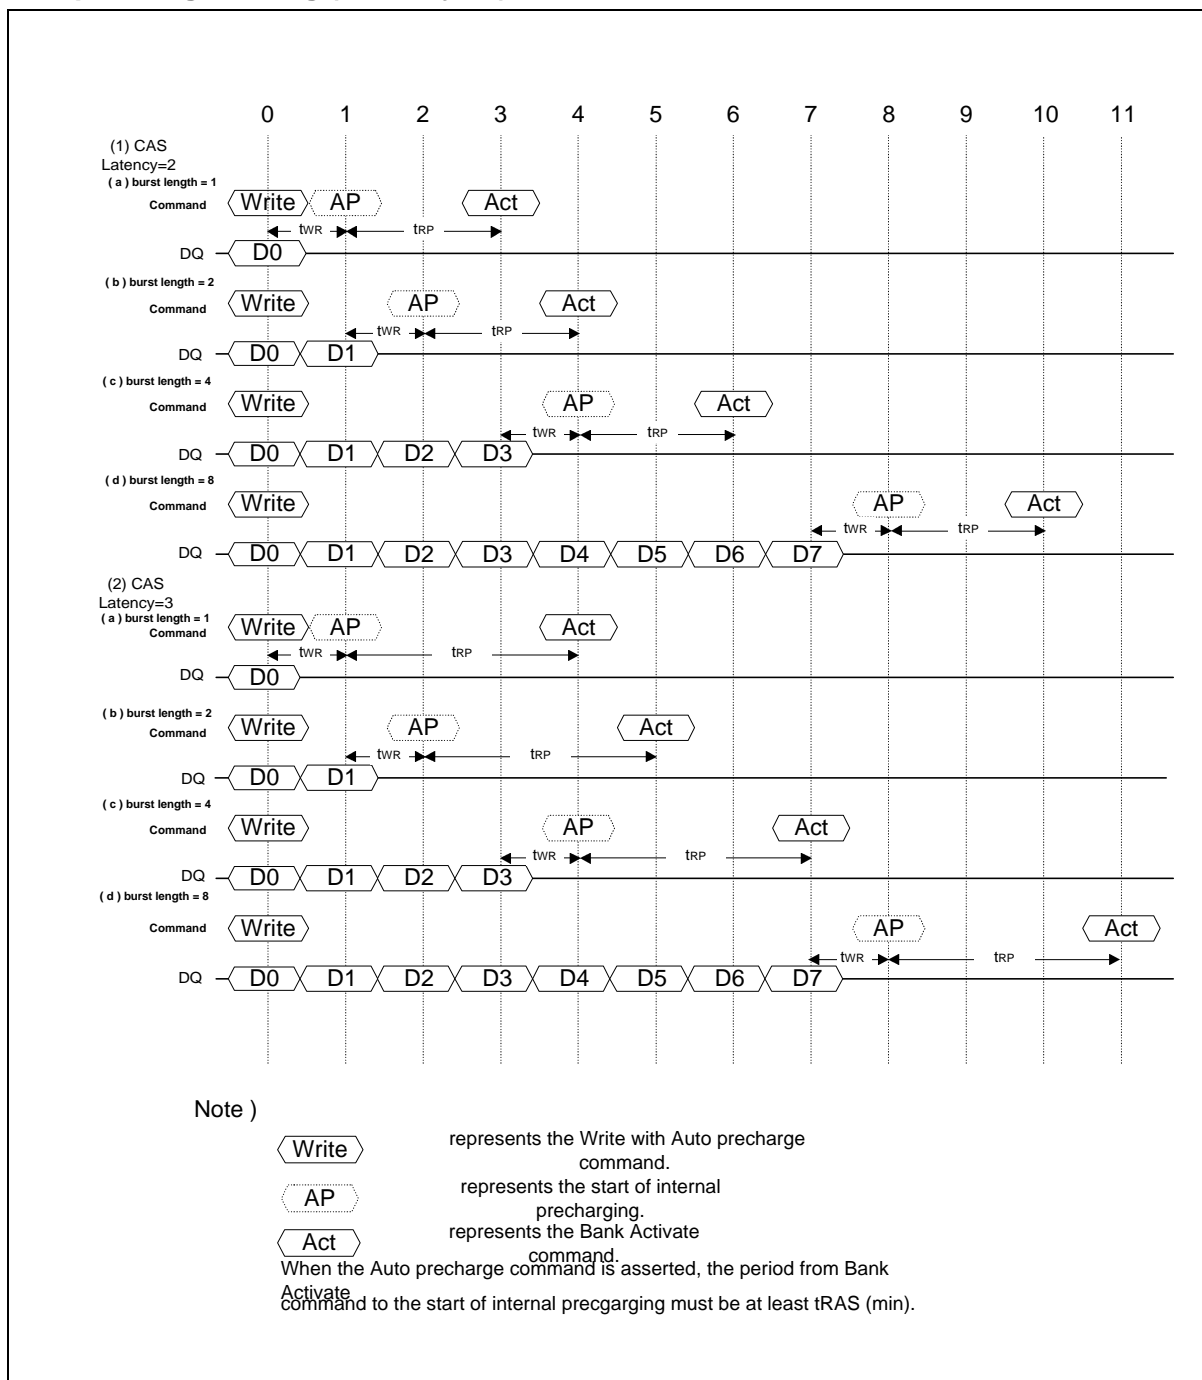 0 1 2 3 4 5 6 7 8 9 10 11
(1) CAS
Latency=2
( a ) burst length = 1
Command Write AP Act
tWR tRP
DQ D0
( b ) burst length = 2
Command Write AP Act
tWR tRP
DQ D0 D1
( c ) burst length = 4
Command Write AP Act
tWR tRP
DQ D0 D1 D2 D3
( d ) burst length = 8
Command Write AP Act
tWR tRP
DQ D0 D1 D2 D3 D4 D5 D6 D7
(2) CAS
Latency=3
( a ) burst length = 1
Command Write AP Act
tWR tRP
DQ D0
( b ) burst length = 2
Command Write AP Act
tWR tRP
DQ D0 D1
( c ) burst length = 4
Command Write AP Act
tWR tRP
DQ D0 D1 D2 D3
( d ) burst length = 8
Command Write AP Act
tWR tRP
DQ D0 D1 D2 D3 D4 D5 D6 D7
Note )
Write represents the Write with Auto precharge
command.
AP represents the start of internal
precharging.
Act represents the Bank Activate
command.
When the Auto precharge command is asserted, the period from Bank
Activate
command to the start of internal precgarging must be at least tRAS (min).